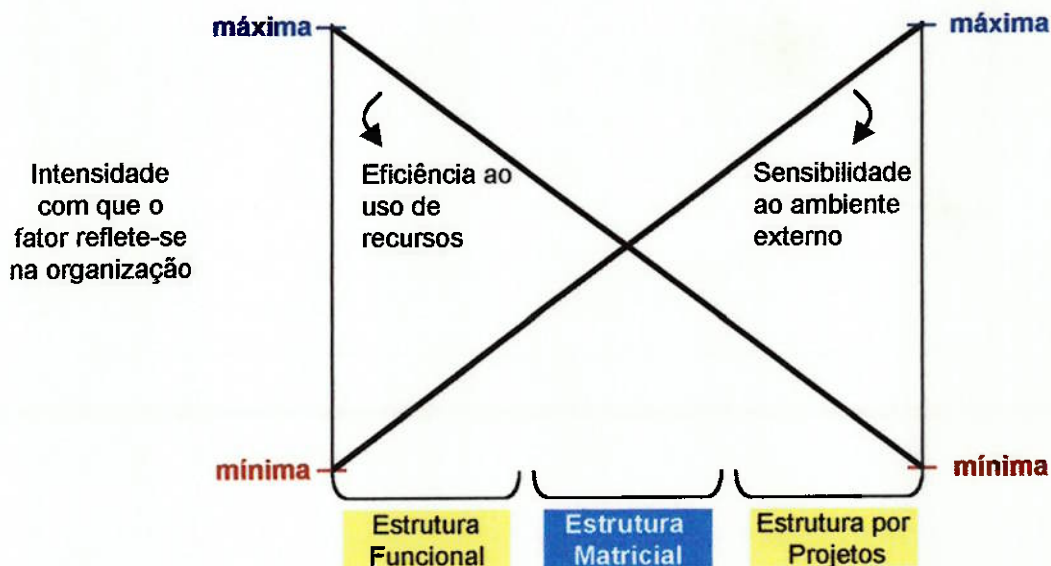 máxima
máxima
Intensidade
com que o
fator reflete-se
na organização
Eficiência ao
uso de
recursos
Sensibilidade
ao ambiente
externo
mínima
mínima
Estrutura
Funcional
Estrutura
Matricial
Estrutura por
Projetos